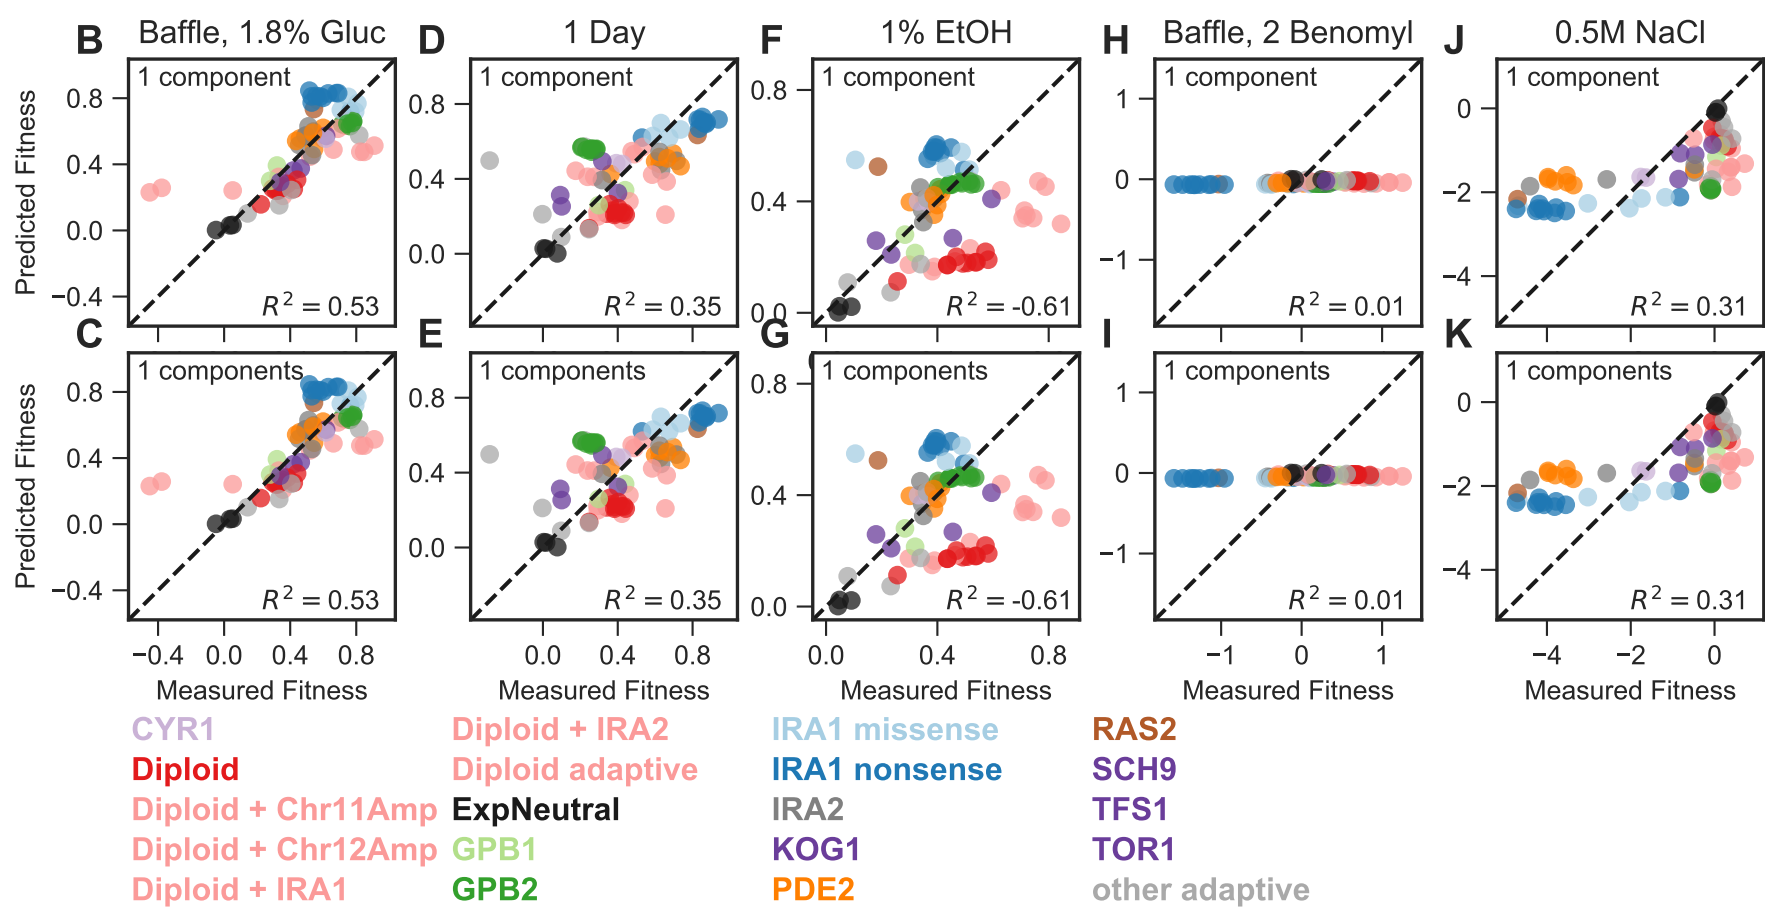 B Baffle, 1.8% Gluc D 1 Day F 1% EtOH H Baffle, 2 Benomyl J 0.5M NaCl
1 component 1 component 1 component 1 component 1 component
Predicted Fitness
0.8
0.4
0.0
−0.4
0.8
0.4
0.0
0.8
0.4
0.0
1
0
−1
0
−2
−4
R² = 0.53 R² = 0.35 R² = -0.61 R² = 0.01 R² = 0.31
C E G I K
1 components 1 components 1 components 1 components 1 components
Predicted Fitness
0.8
0.4
0.0
−0.4
0.8
0.4
0.0
0.8
0.4
0.0
1
0
−1
0
−2
−4
R² = 0.53 R² = 0.35 R² = -0.61 R² = 0.01 R² = 0.31
−0.4 0.0 0.4 0.8 0.0 0.4 0.8 0.0 0.4 0.8 −1 0 1 −4 −2 0
Measured Fitness Measured Fitness Measured Fitness Measured Fitness Measured Fitness
CYR1 Diploid + IRA2 IRA1 missense RAS2
Diploid Diploid adaptive IRA1 nonsense SCH9
Diploid + Chr11Amp ExpNeutral IRA2 TFS1
Diploid + Chr12Amp GPB1 KOG1 TOR1
Diploid + IRA1 GPB2 PDE2 other adaptive